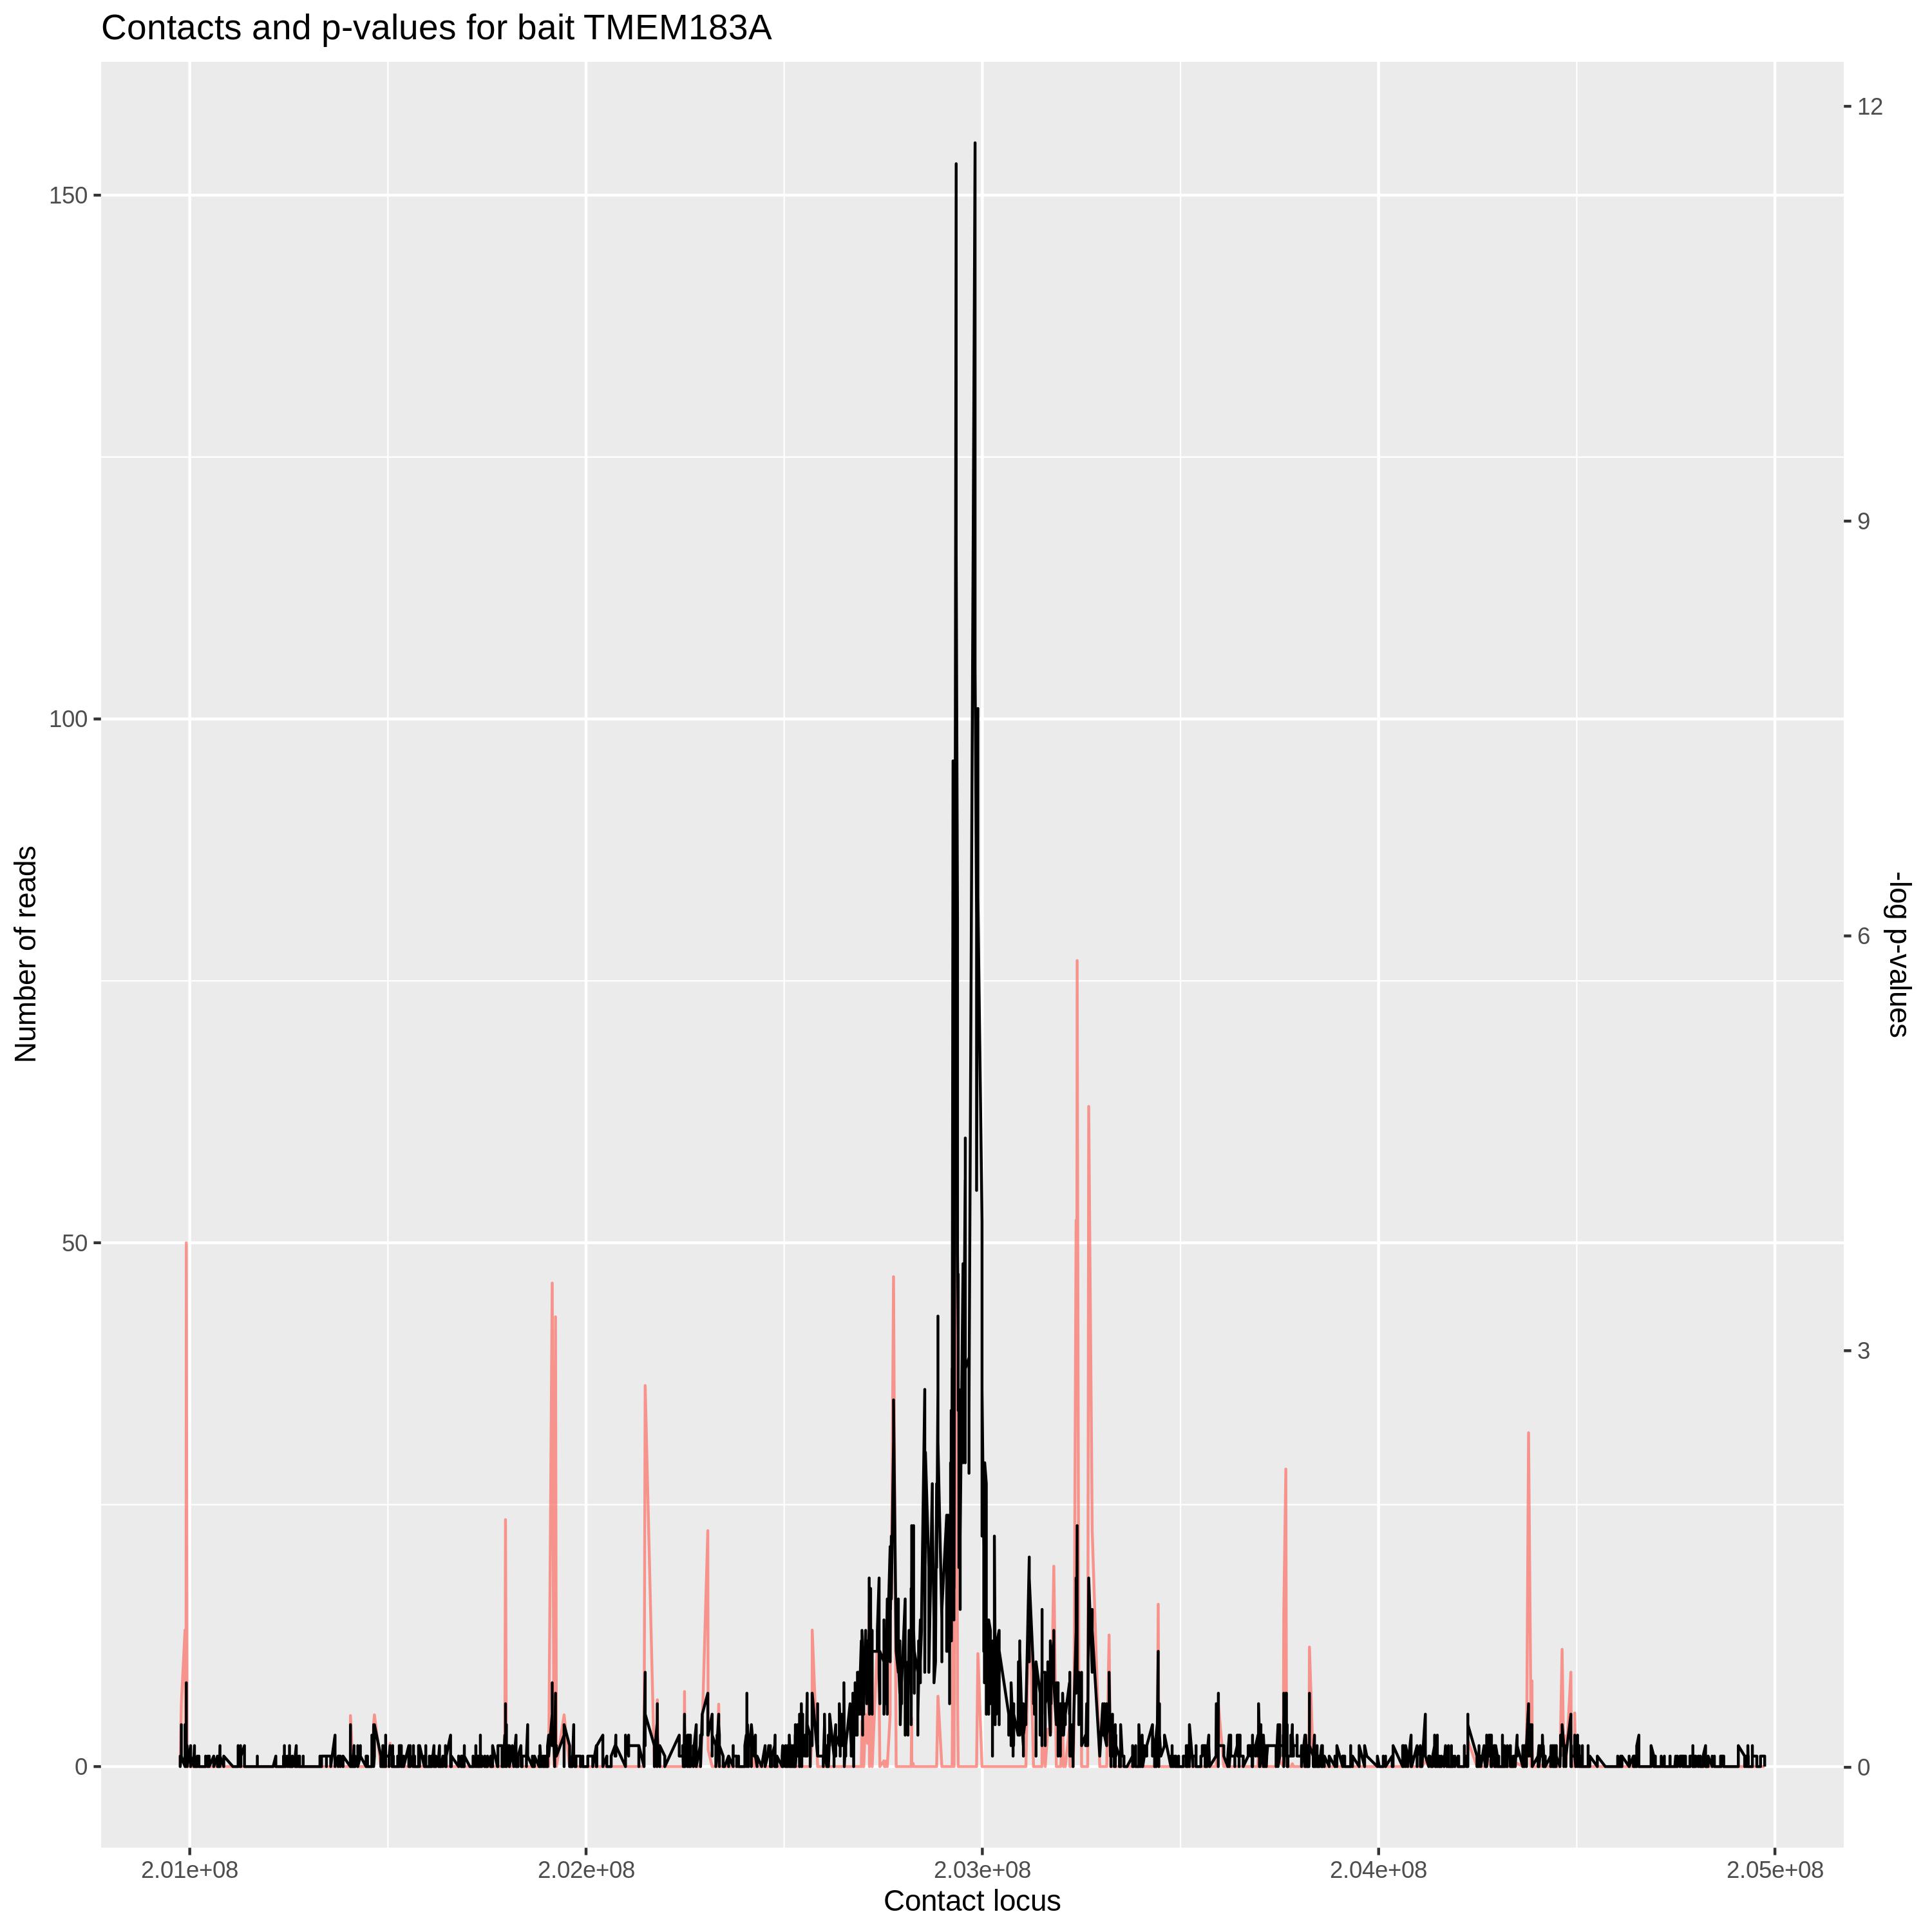 Contacts and p-values for bait TMEM183A
Number of reads
150
100
50
0
12
9
6
3
0
-log p-values
2.01e+08 2.02e+08 2.03e+08 2.04e+08 2.05e+08
Contact locus